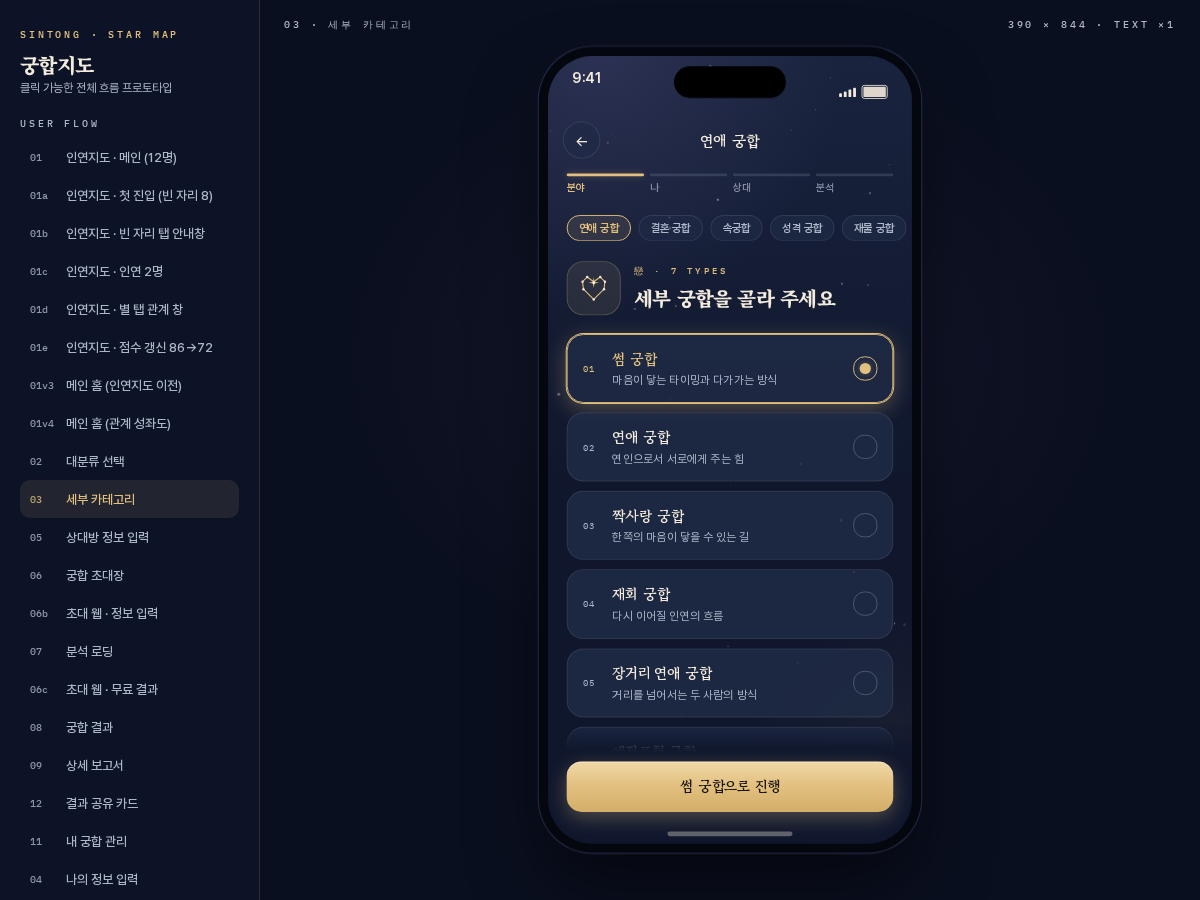 SINTONG · STAR MAP
궁합지도
클릭 가능한 전체 흐름 프로토타입
USER FLOW
01 인연지도 · 메인 (12명)
01a 인연지도 · 첫 진입 (빈 자리 8)
01b 인연지도 · 빈 자리 탭 안내창
01c 인연지도 · 인연 2명
01d 인연지도 · 별 탭 관계 창
01e 인연지도 · 점수 갱신 86→72
01v3 메인 홈 (인연지도 이전)
01v4 메인 홈 (관계 성좌도)
02 대분류 선택
03 세부 카테고리
05 상대방 정보 입력
06 궁합 초대장
06b 초대 웹 · 정보 입력
07 분석 로딩
06c 초대 웹 · 무료 결과
08 궁합 결과
09 상세 보고서
12 결과 공유 카드
11 내 궁합 관리
04 나의 정보 입력
03 · 세부 카테고리
390 × 844 · TEXT ×1
9:41
← 연애 궁합
분야 나 상대 분석
연애 궁합 결혼 궁합 속궁합 성격 궁합 재물 궁합
戀 · 7 TYPES
세부 궁합을 골라 주세요
01 썸 궁합
마음이 닿는 타이밍과 다가가는 방식
02 연애 궁합
연인으로서 서로에게 주는 힘
03 짝사랑 궁합
한쪽의 마음이 닿을 수 있는 길
04 재회 궁합
다시 이어질 인연의 흐름
05 장거리 연애 궁합
거리를 넘어서는 두 사람의 방식
썸 궁합으로 진행